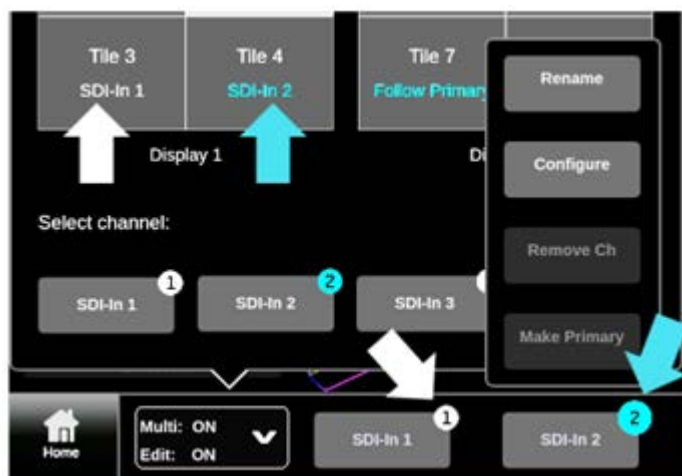 Tile 3
SDI-In 1
Tile 4
SDI-In 2
Tile 7
Follow Primary
Rename
Display 1
Configure
Select channel:
Remove Ch
SDI-In 1
1
SDI-In 2
2
SDI-In 3
Make Primary
Home
Multi: ON
Edit: ON
SDI-In 1
1
SDI-In 2
2